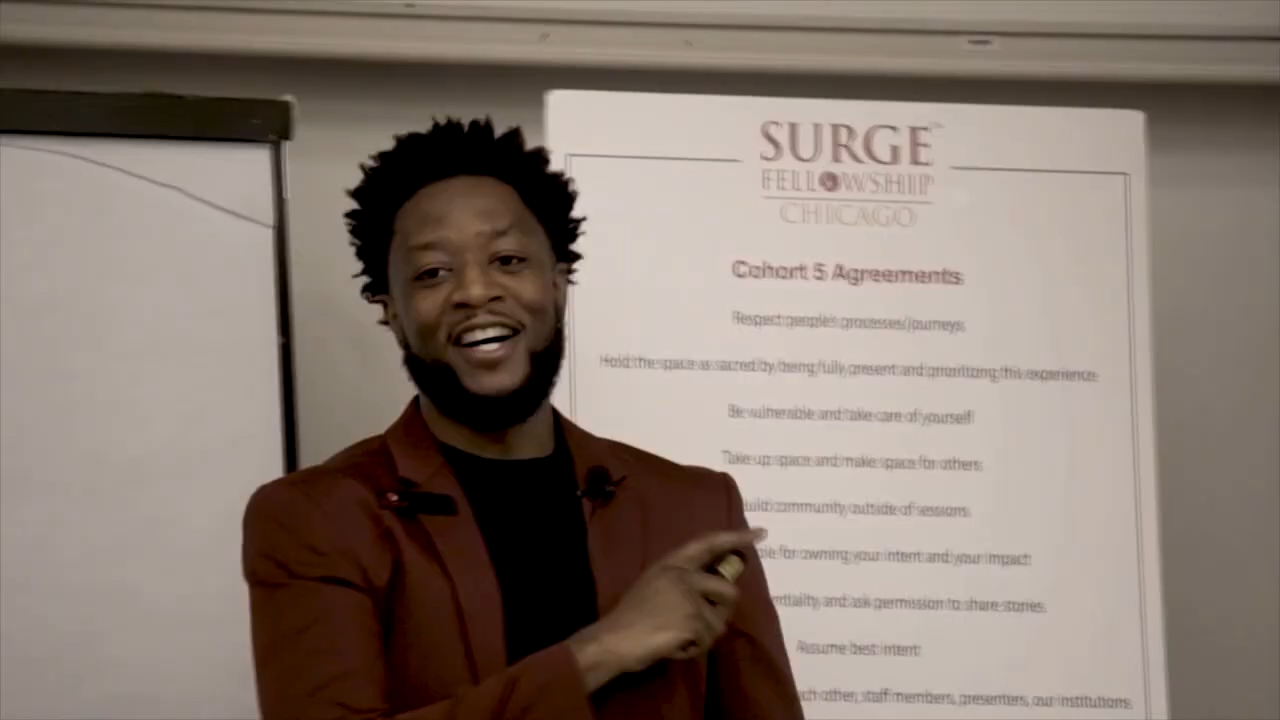 SURGE
FELLOWSHIP
CHICAGO
Cohort 5 Agreements
Respect people's processes/journeys
Hold the space as sacred by being fully present and prioritizing this experience
Be vulnerable and take care of yourself
Take up space and make space for others
community outside of sessions
for owning your intent and your impact
and ask permission to share stories
Assume best intent
other, staff members, presenters, our institutions